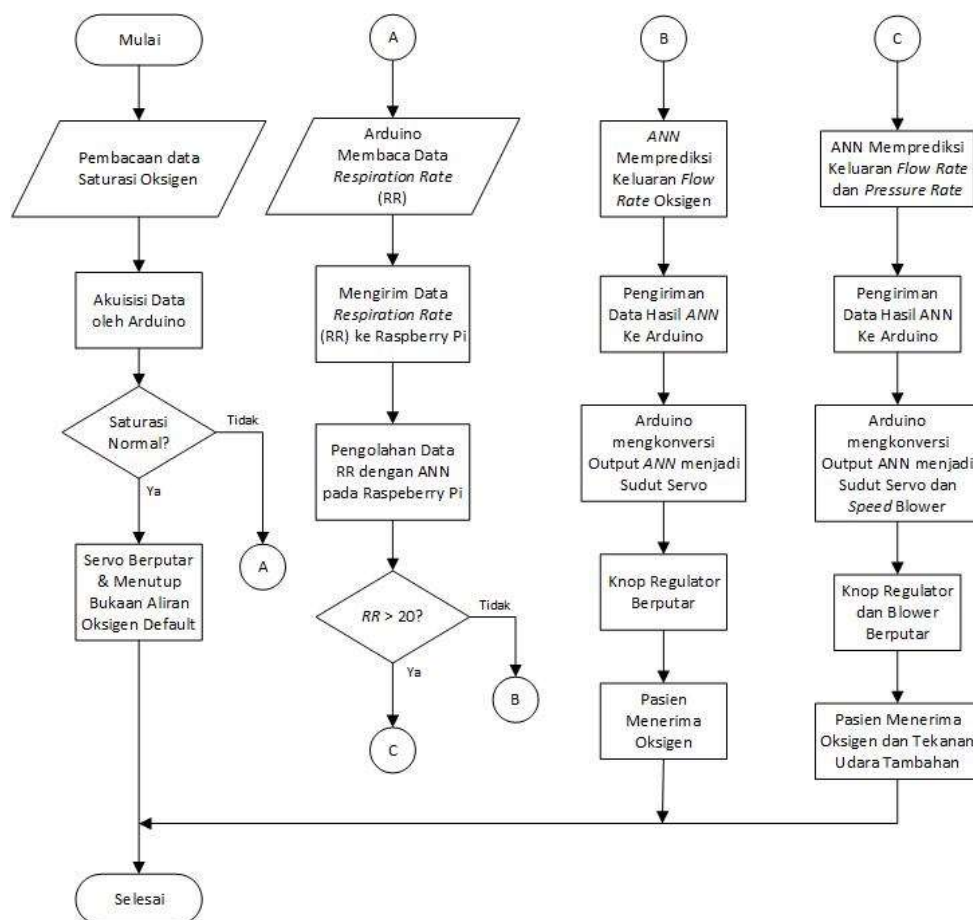 Mulai
Pembacaan data
Saturasi Oksigen
Akuisisi Data
oleh Arduino
Saturasi
Normal?
Tidak
Ya
A
Servo Berputar
& Menutup
Bukaan Aliran
Oksigen Default
Selesai
A
Arduino
Membaca Data
Respiration Rate
(RR)
Mengirim Data
Respiration Rate
(RR) ke Raspberry Pi
Pengolahan Data
RR dengan ANN
pada Raspeberry Pi
RR > 20?
Tidak
Ya
B
C
B
ANN
Memprediksi
Keluaran Flow
Rate Oksigen
Pengiriman
Data Hasil ANN
Ke Arduino
Arduino
mengkonversi
Output ANN menjadi
Sudut Servo
Knop Regulator
Berputar
Pasien
Menerima
Oksigen
C
ANN Memprediksi
Keluaran Flow Rate
dan Pressure Rate
Pengiriman
Data Hasil ANN
Ke Arduino
Arduino
mengkonversi
Output ANN menjadi
Sudut Servo dan
Speed Blower
Knop Regulator
dan Blower
Berputar
Pasien Menerima
Oksigen dan Tekanan
Udara Tambahan